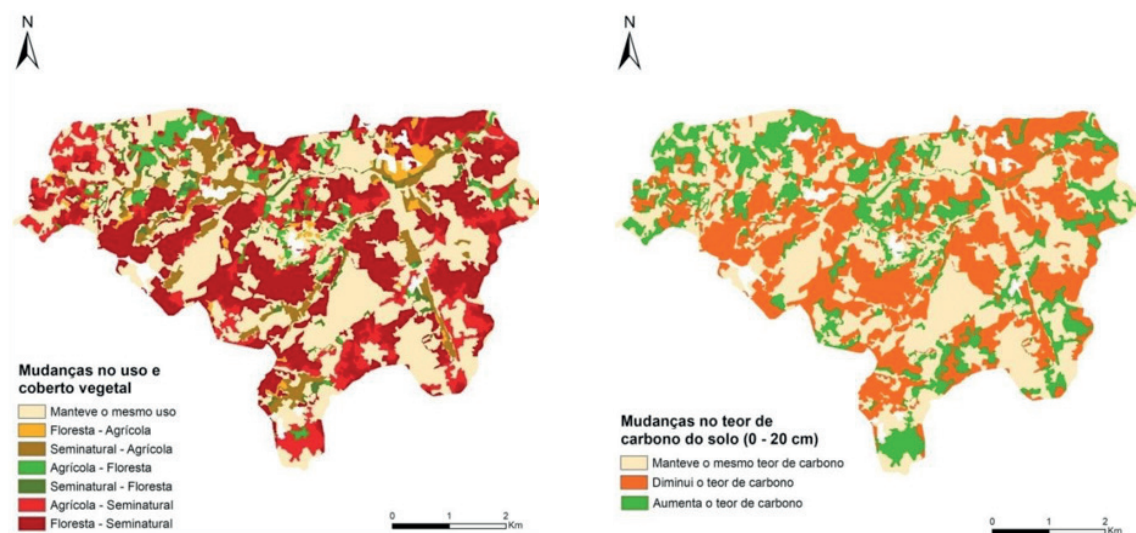 N
Mudanças no uso e
coberto vegetal
Manteve o mesmo uso
Floresta - Agrícola
Seminatural - Agrícola
Agrícola - Floresta
Seminatural - Floresta
Agrícola - Seminatural
Floresta - Seminatural
0 1 2
Km
N
Mudanças no teor de
carbono do solo (0 - 20 cm)
Manteve o mesmo teor de carbono
Diminui o teor de carbono
Aumenta o teor de carbono
0 1 2
Km